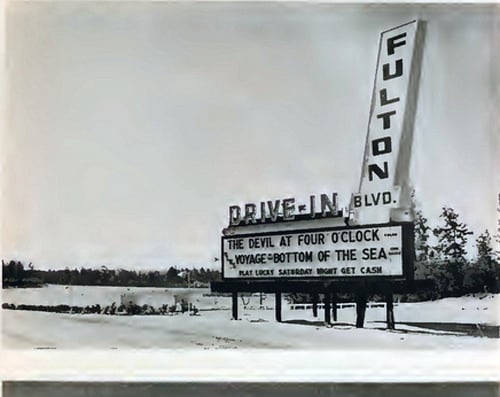 FULTON
BLVD.
DRIVE-IN
THE DEVIL AT FOUR O'CLOCK
VOYAGE BOTTOM OF THE SEA
PLAY LUCKY SATURDAY NIGHT GET CASH